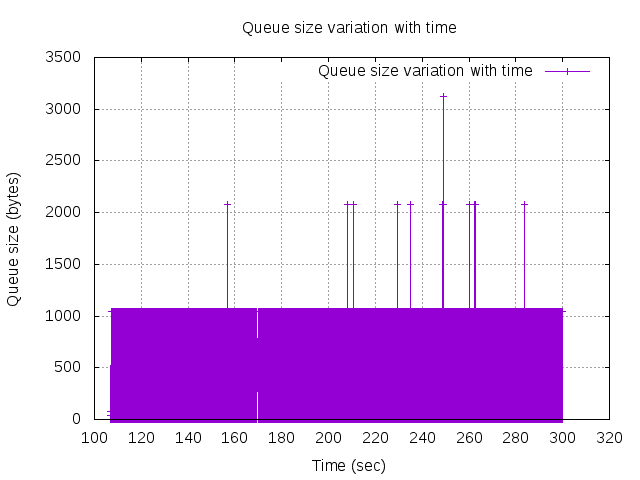 Queue size variation with time
Queue size variation with time
3500
3000
2500
2000
1500
1000
500
0
Queue size (bytes)
100 120 140 160 180 200 220 240 260 280 300 320
Time (sec)